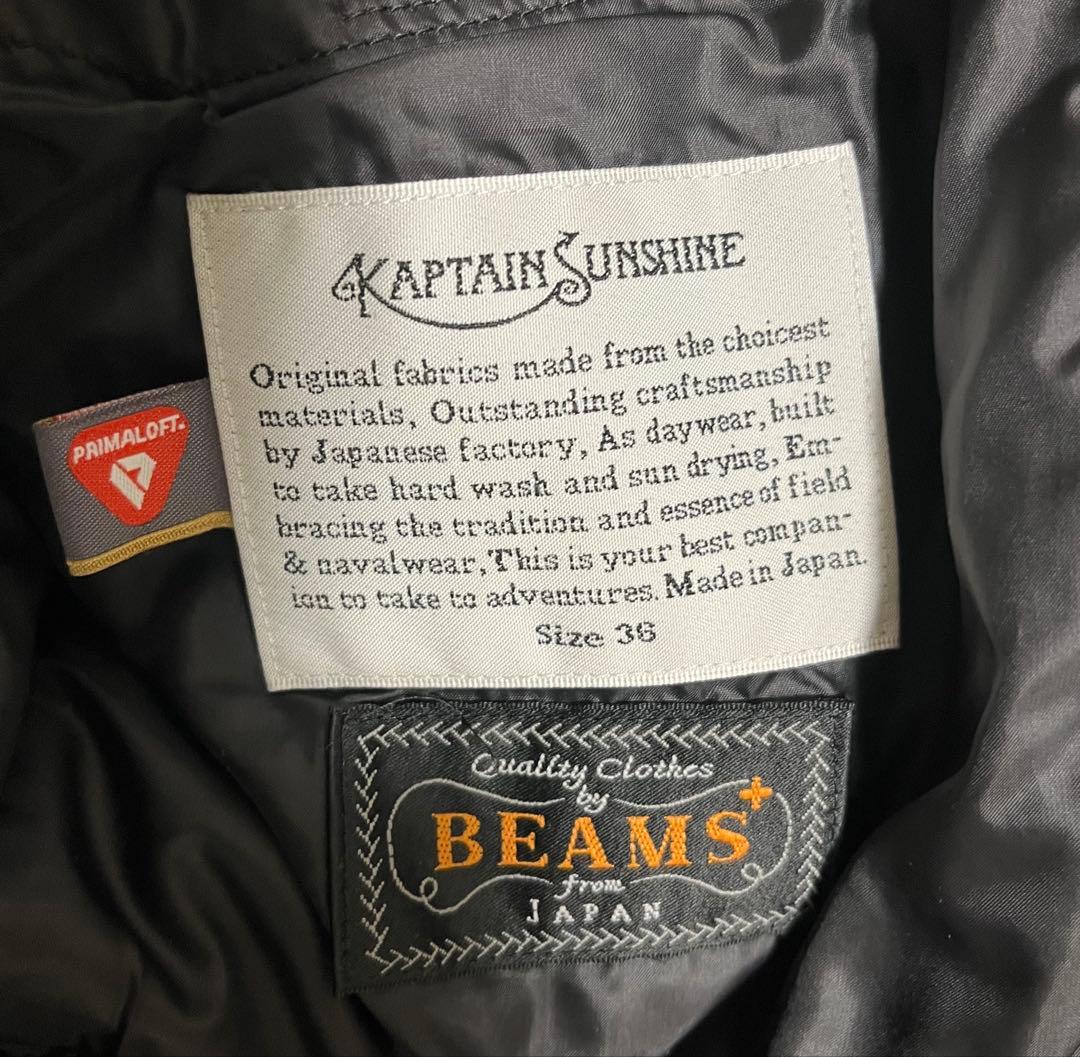 KAPTAIN SUNSHINE
Original fabrics made from the choicest
materials, Outstanding craftsmanship
by Japanese factory, As daywear, built
to take hard wash and sun drying, Em-
bracing the tradition and essence of field
& navalwear, This is your best compan-
ion to take to adventures. Made in Japan.
Size 36
PRIMALOFT.
Quality Clothes
by
BEAMS+
from
JAPAN